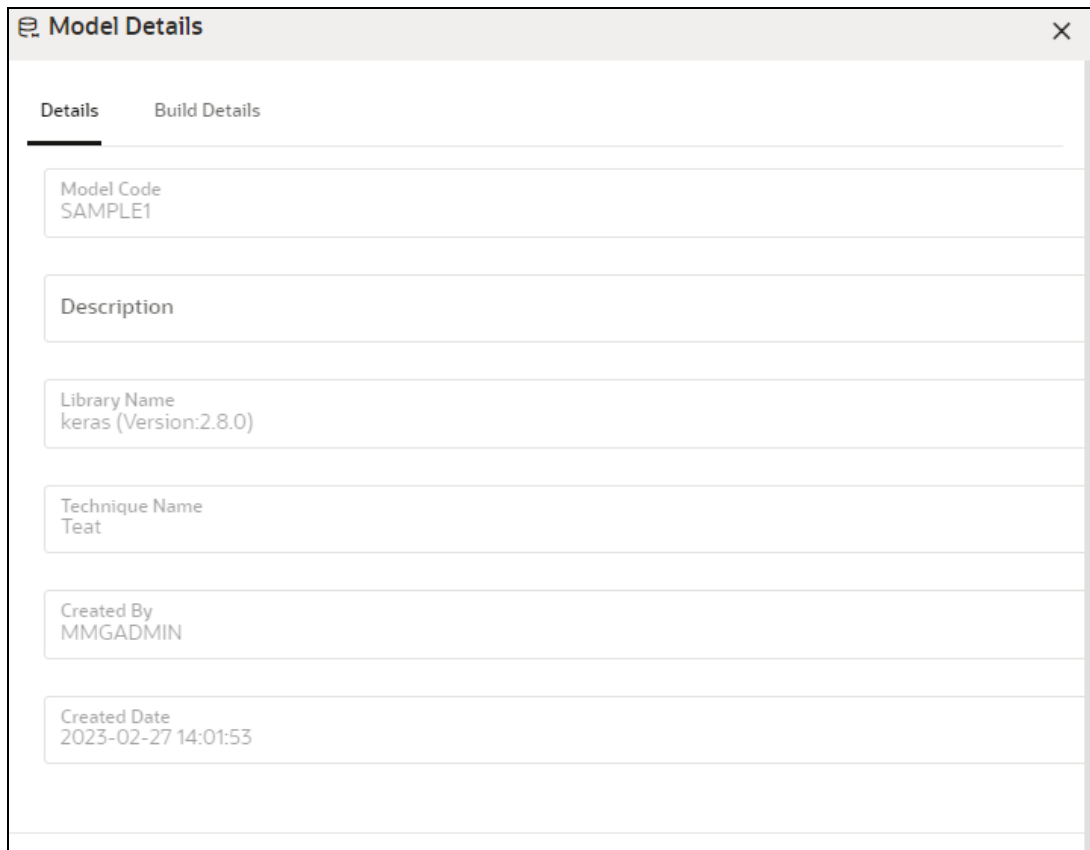 Model Details
Details Build Details
Model Code
SAMPLE1
Description
Library Name
keras (Version:2.8.0)
Technique Name
Teat
Created By
MMGADMIN
Created Date
2023-02-27 14:01:53